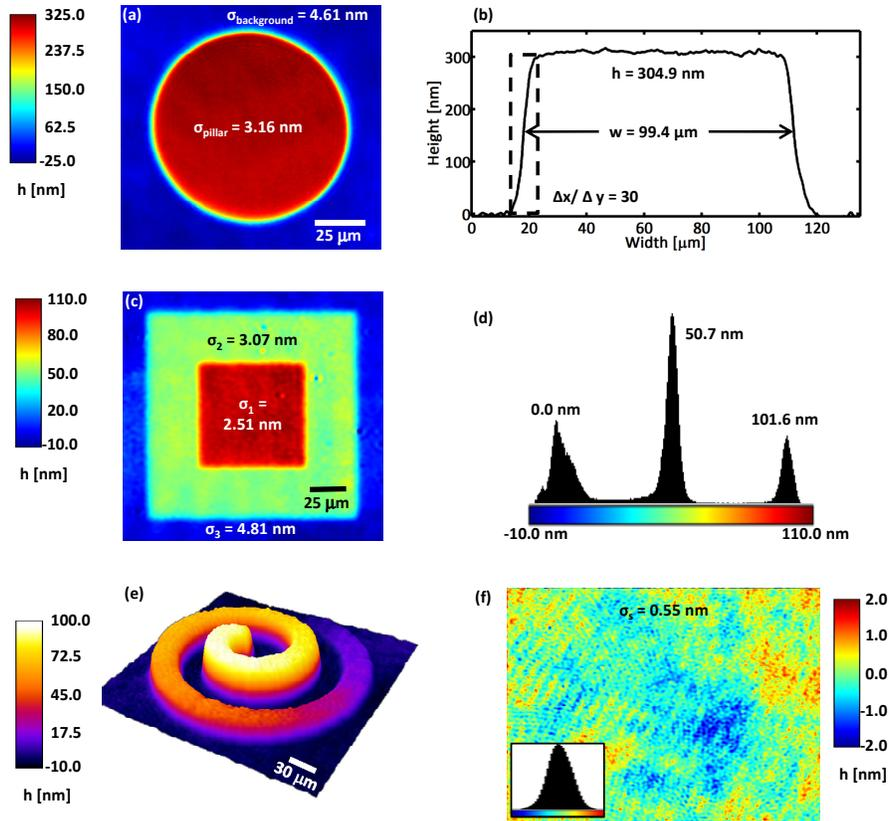 (a)
325.0
237.5
150.0
62.5
-25.0
h [nm]
σbackground = 4.61 nm
σpillar = 3.16 nm
25 μm
(b)
Height [nm]
300
200
100
0
h = 304.9 nm
w = 99.4 μm
Δx/ Δ y = 30
0 20 40 60 80 100 120
Width [μm]
(c)
110.0
80.0
50.0
20.0
-10.0
h [nm]
σ2 = 3.07 nm
σ1 =
2.51 nm
25 μm
σ3 = 4.81 nm
(d)
0.0 nm
50.7 nm
101.6 nm
-10.0 nm
110.0 nm
(e)
100.0
72.5
45.0
17.5
-10.0
h [nm]
30 μm
(f)
σs = 0.55 nm
2.0
1.0
0.0
-1.0
-2.0
h [nm]